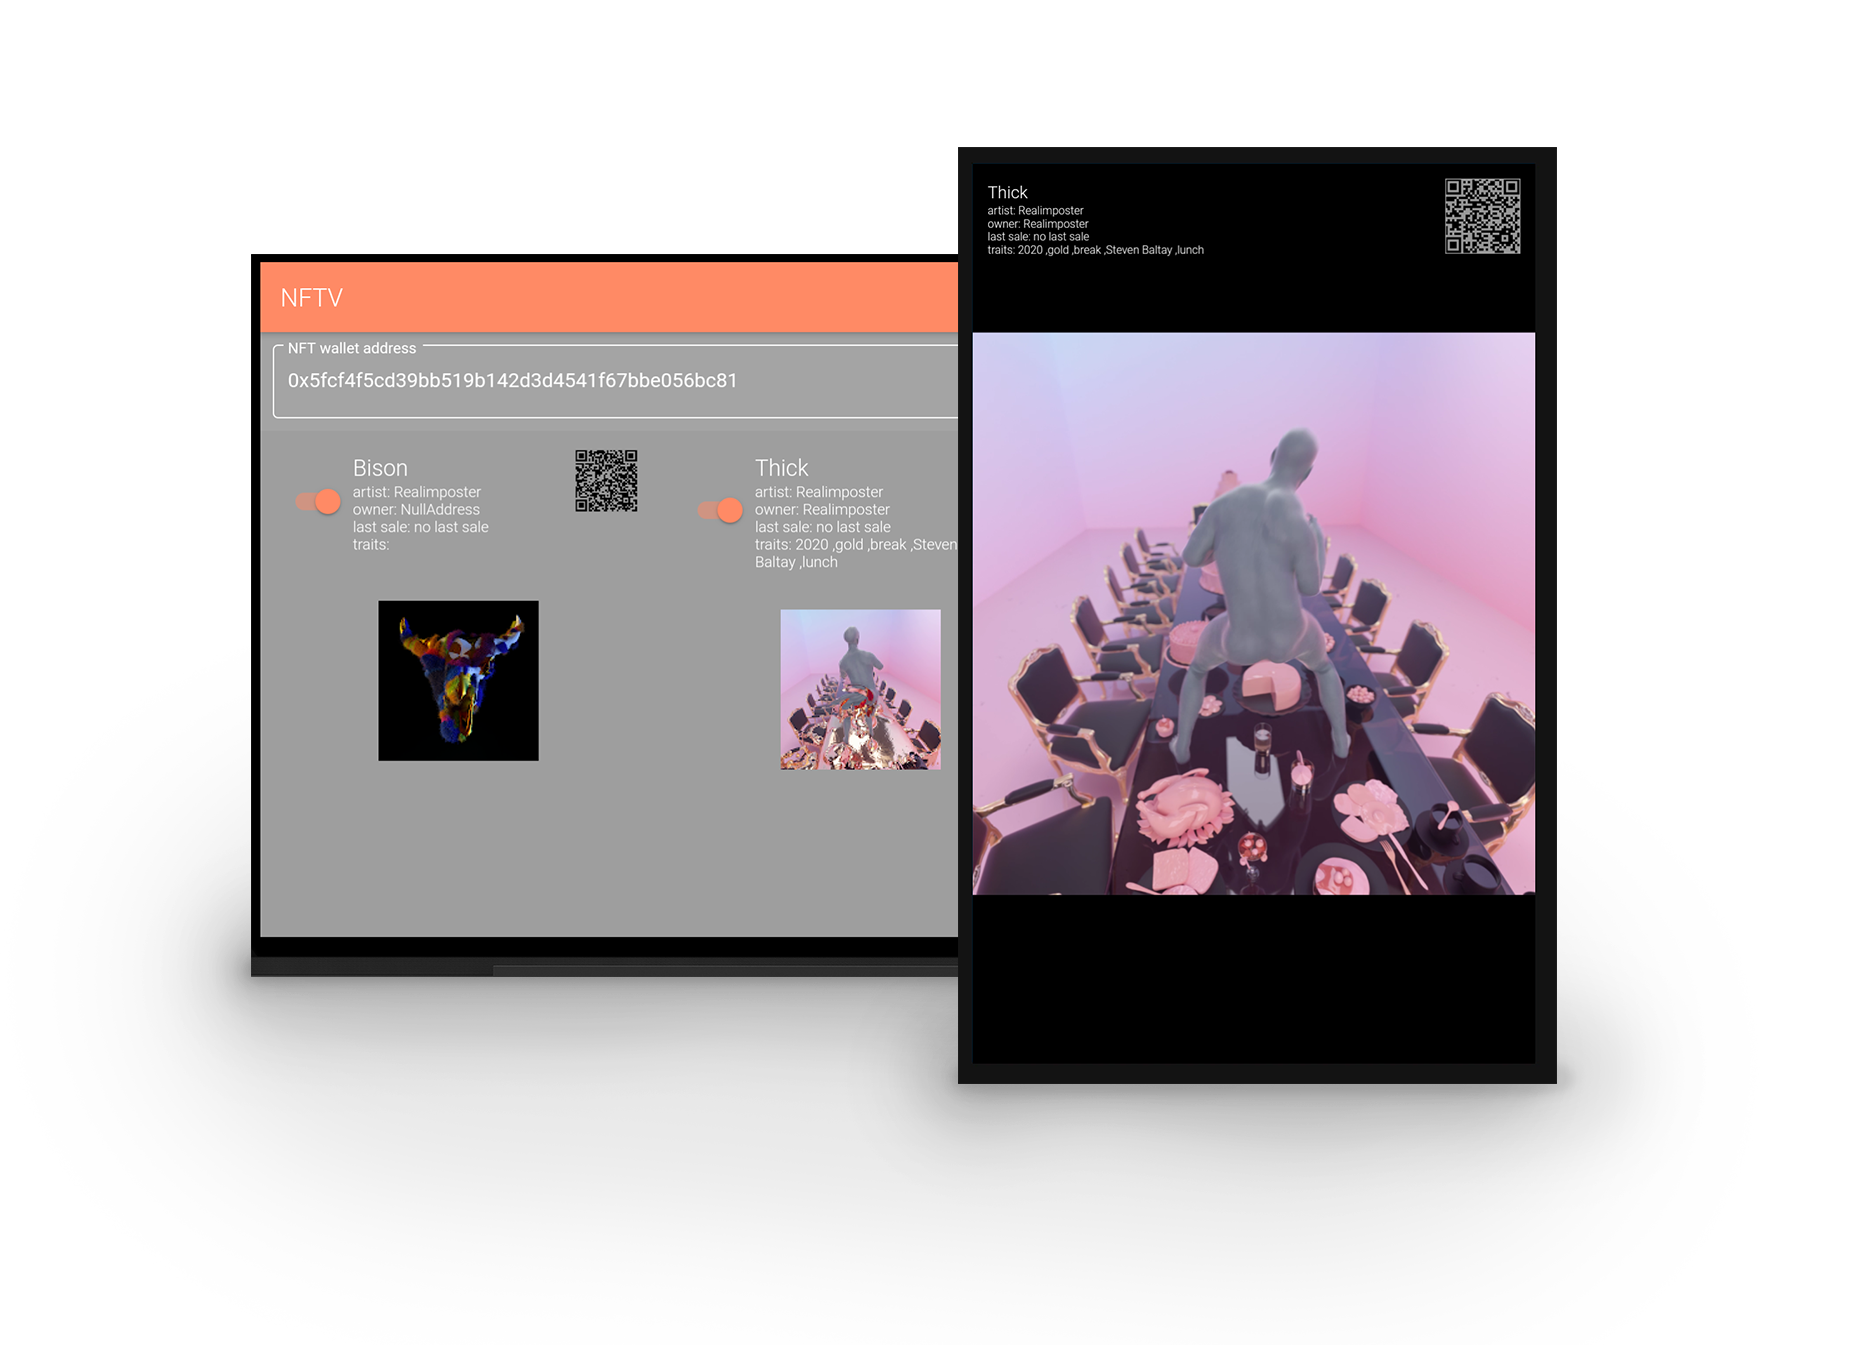 NFTV
NFT wallet address
0x5fcf4f5cd39bb519b142d3d4541f67bbe056bc81
Bison
artist: Realimposter
owner: NullAddress
last sale: no last sale
traits:
Thick
artist: Realimposter
owner: Realimposter
last sale: no last sale
traits: 2020 ,gold ,break ,Steven
Baltay ,lunch
Thick
artist: Realimposter
owner: Realimposter
last sale: no last sale
traits: 2020 ,gold ,break ,Steven Baltay ,lunch